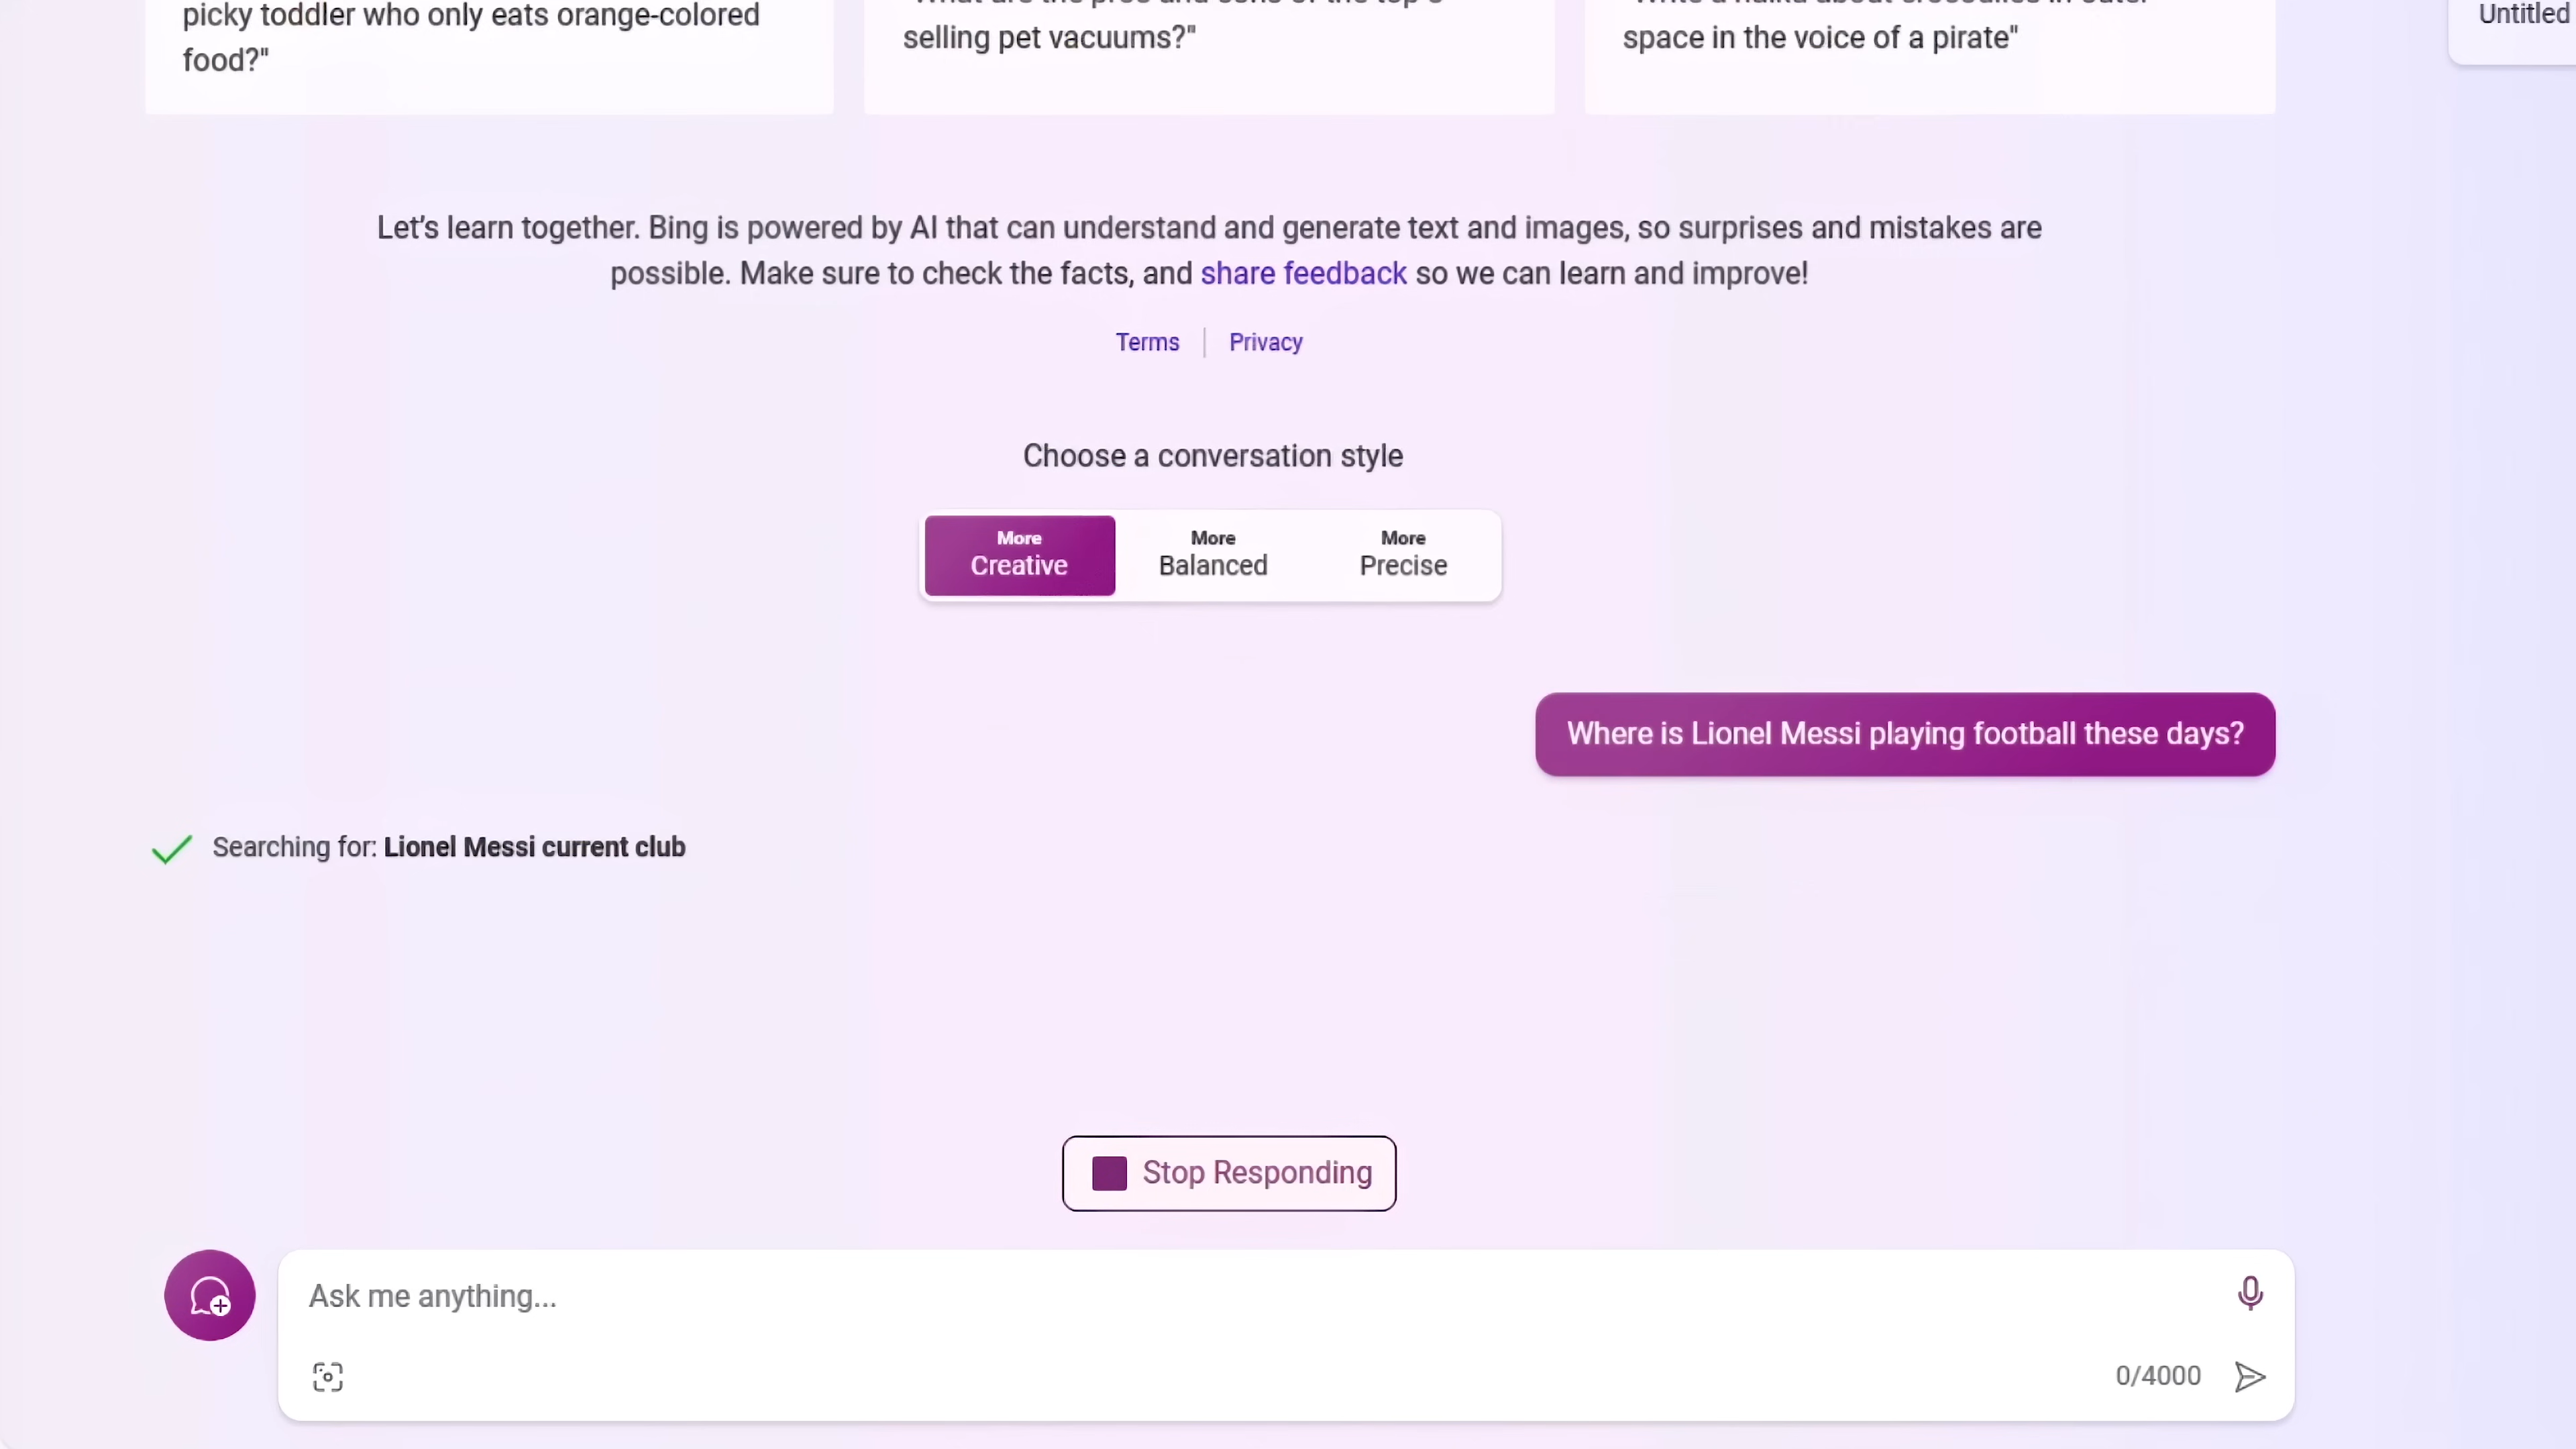 picky toddler who only eats orange-colored
food?"
selling pet vacuums?"
space in the voice of a pirate"
Untitled
Let's learn together. Bing is powered by AI that can understand and generate text and images, so surprises and mistakes are
possible. Make sure to check the facts, and share feedback so we can learn and improve!
Terms
Privacy
Choose a conversation style
More
Creative
More
Balanced
More
Precise
Where is Lionel Messi playing football these days?
Searching for: Lionel Messi current club
Stop Responding
Ask me anything...
0/4000